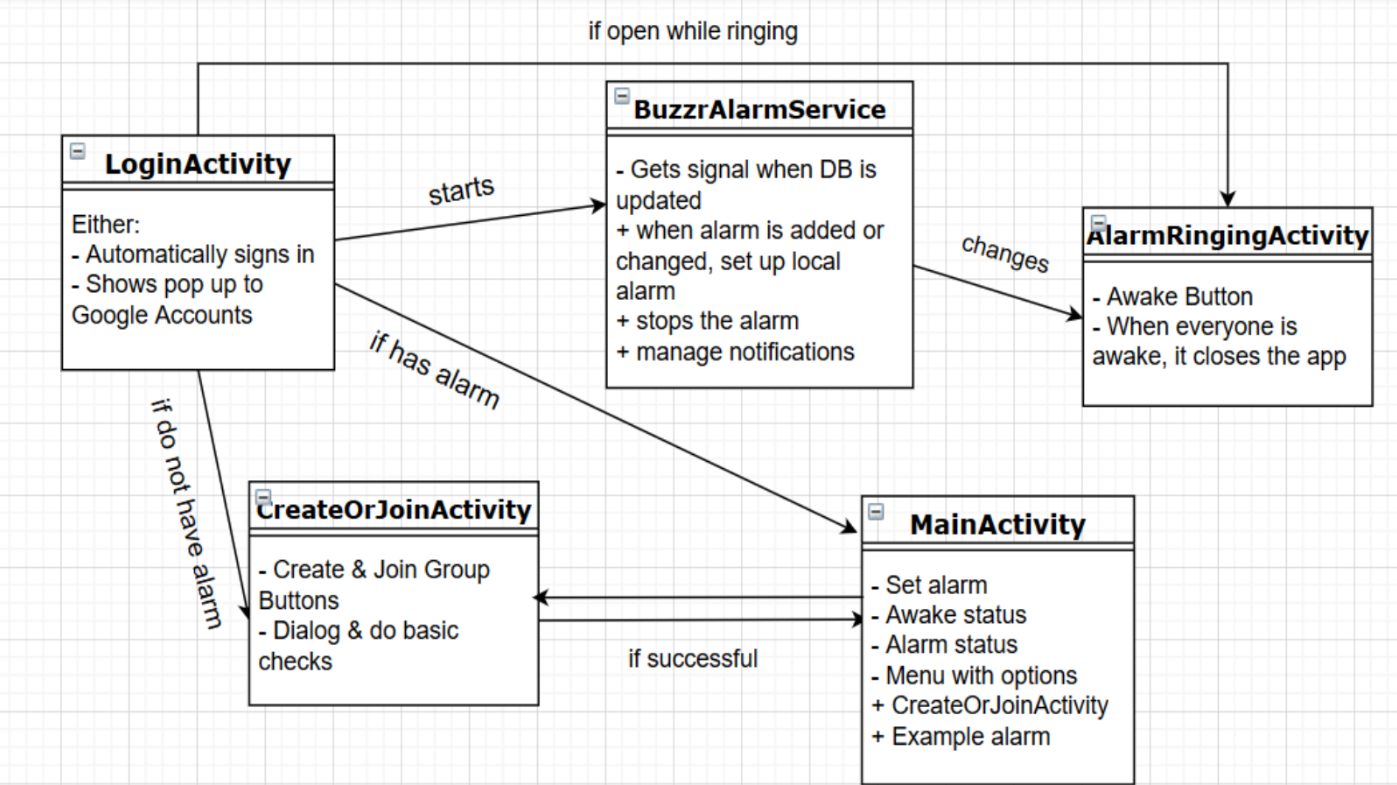 if open while ringing
LoginActivity
Either:
- Automatically signs in
- Shows pop up to
Google Accounts
starts
BuzzrAlarmService
- Gets signal when DB is
updated
+ when alarm is added or
changed, set up local
alarm
+ stops the alarm
+ manage notifications
changes
AlarmRingingActivity
- Awake Button
- When everyone is
awake, it closes the app
if has alarm
if do not have alarm
CreateOrJoinActivity
- Create & Join Group
Buttons
- Dialog & do basic
checks
if successful
MainActivity
- Set alarm
- Awake status
- Alarm status
- Menu with options
+ CreateOrJoinActivity
+ Example alarm